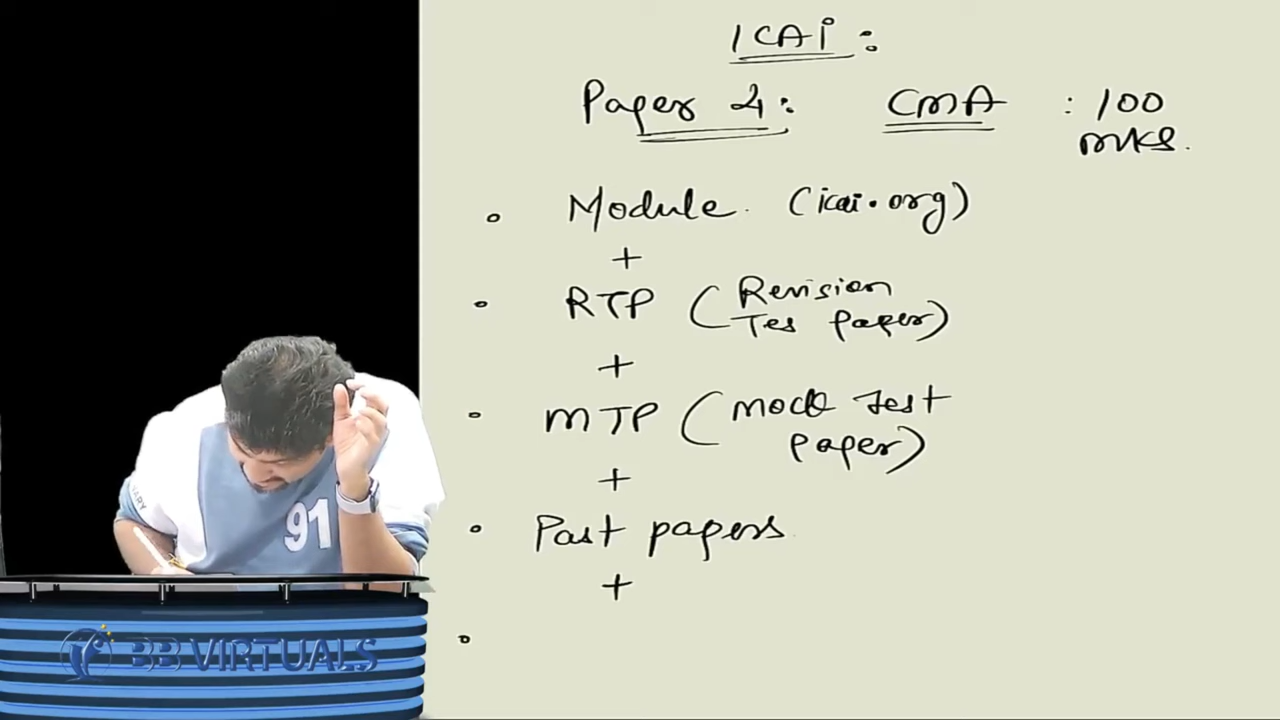 ICAI :
Paper 4: CMA : 100
mks.
• Module. (icai.org)
+
• RTP (Revision
Tes paper)
+
• MTP (mock Test
paper)
+
• Past papers
+
•
91
BB VIRTUALS